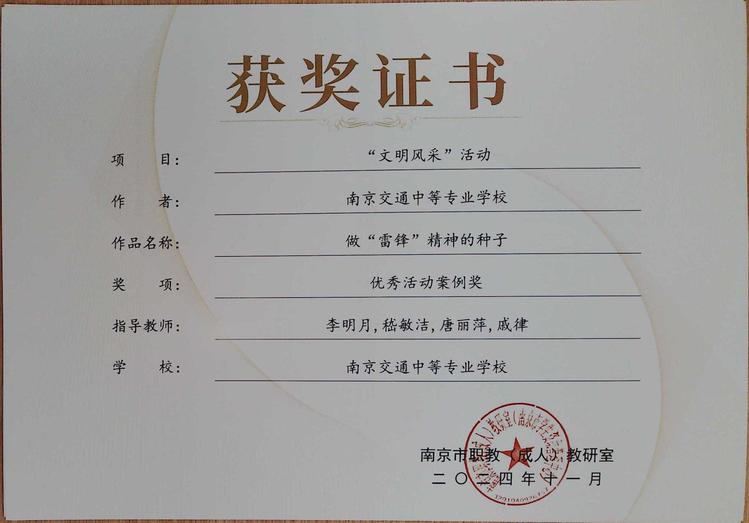 获奖证书
项 目: “文明风采”活动
作 者: 南京交通中等专业学校
作品名称: 做“雷锋”精神的种子
奖 项: 优秀活动案例奖
指导教师: 李明月,嵇敏洁,唐丽萍,戚律
学 校: 南京交通中等专业学校
南京市职教(成人)教研室
二〇二四年十一月